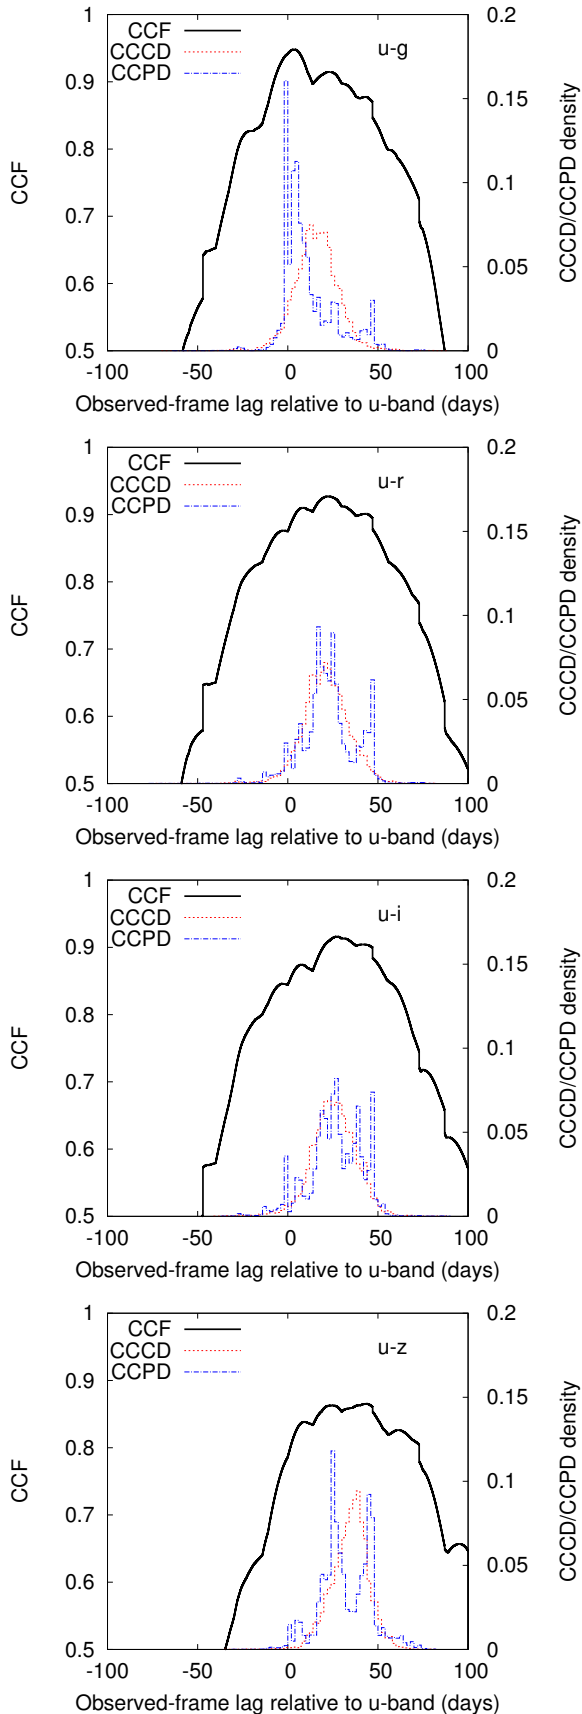 1 0.2
CCF u-g
CCCD
0.9 CCPD 0.15
0.8 0.1
0.7
0.6 0.05
0.5 0
CCF
CCCD/CCPD density
-100 -50 0 50 100
Observed-frame lag relative to u-band (days)
1 0.2
CCF u-r
CCCD
0.9 CCPD 0.15
0.8 0.1
0.7
0.6 0.05
0.5 0
CCF
CCCD/CCPD density
-100 -50 0 50 100
Observed-frame lag relative to u-band (days)
1 0.2
CCF u-i
CCCD
0.9 CCPD 0.15
0.8 0.1
0.7
0.6 0.05
0.5 0
CCF
CCCD/CCPD density
-100 -50 0 50 100
Observed-frame lag relative to u-band (days)
1 0.2
CCF u-z
CCCD
0.9 CCPD 0.15
0.8 0.1
0.7
0.6 0.05
0.5 0
CCF
CCCD/CCPD density
-100 -50 0 50 100
Observed-frame lag relative to u-band (days)